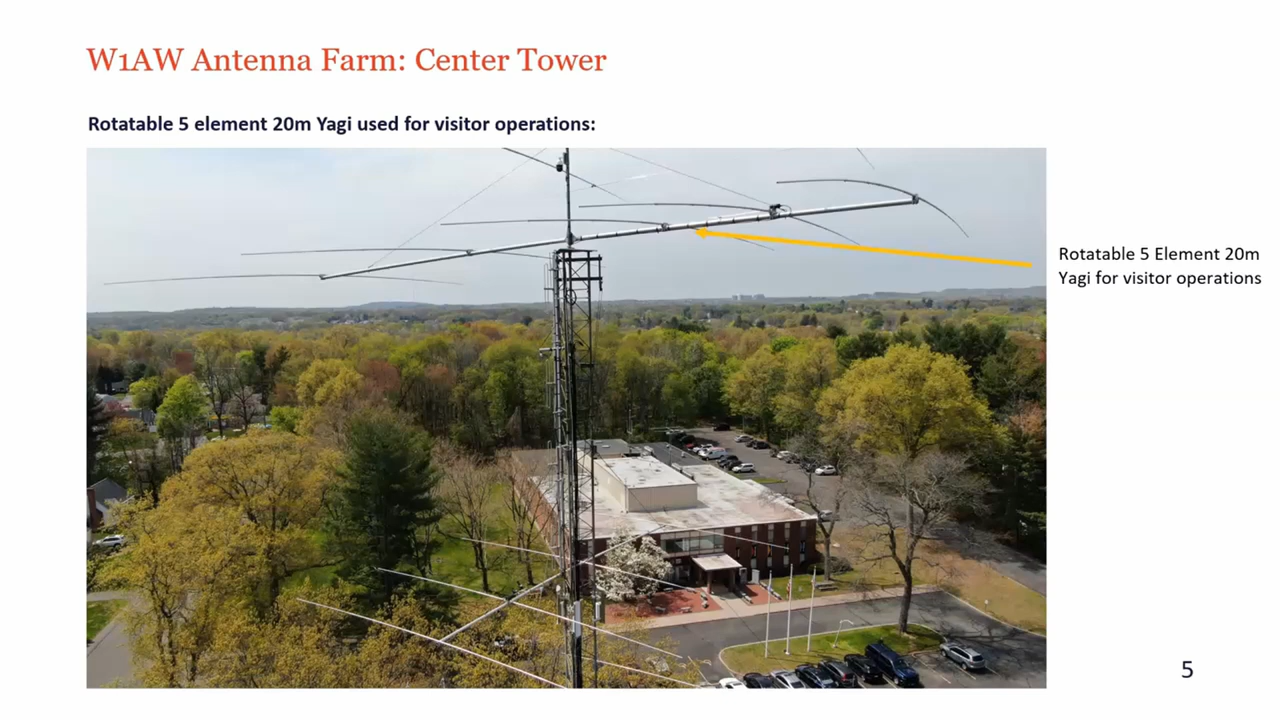 W1AW Antenna Farm: Center Tower
Rotatable 5 element 20m Yagi used for visitor operations:
Rotatable 5 Element 20m
Yagi for visitor operations
5